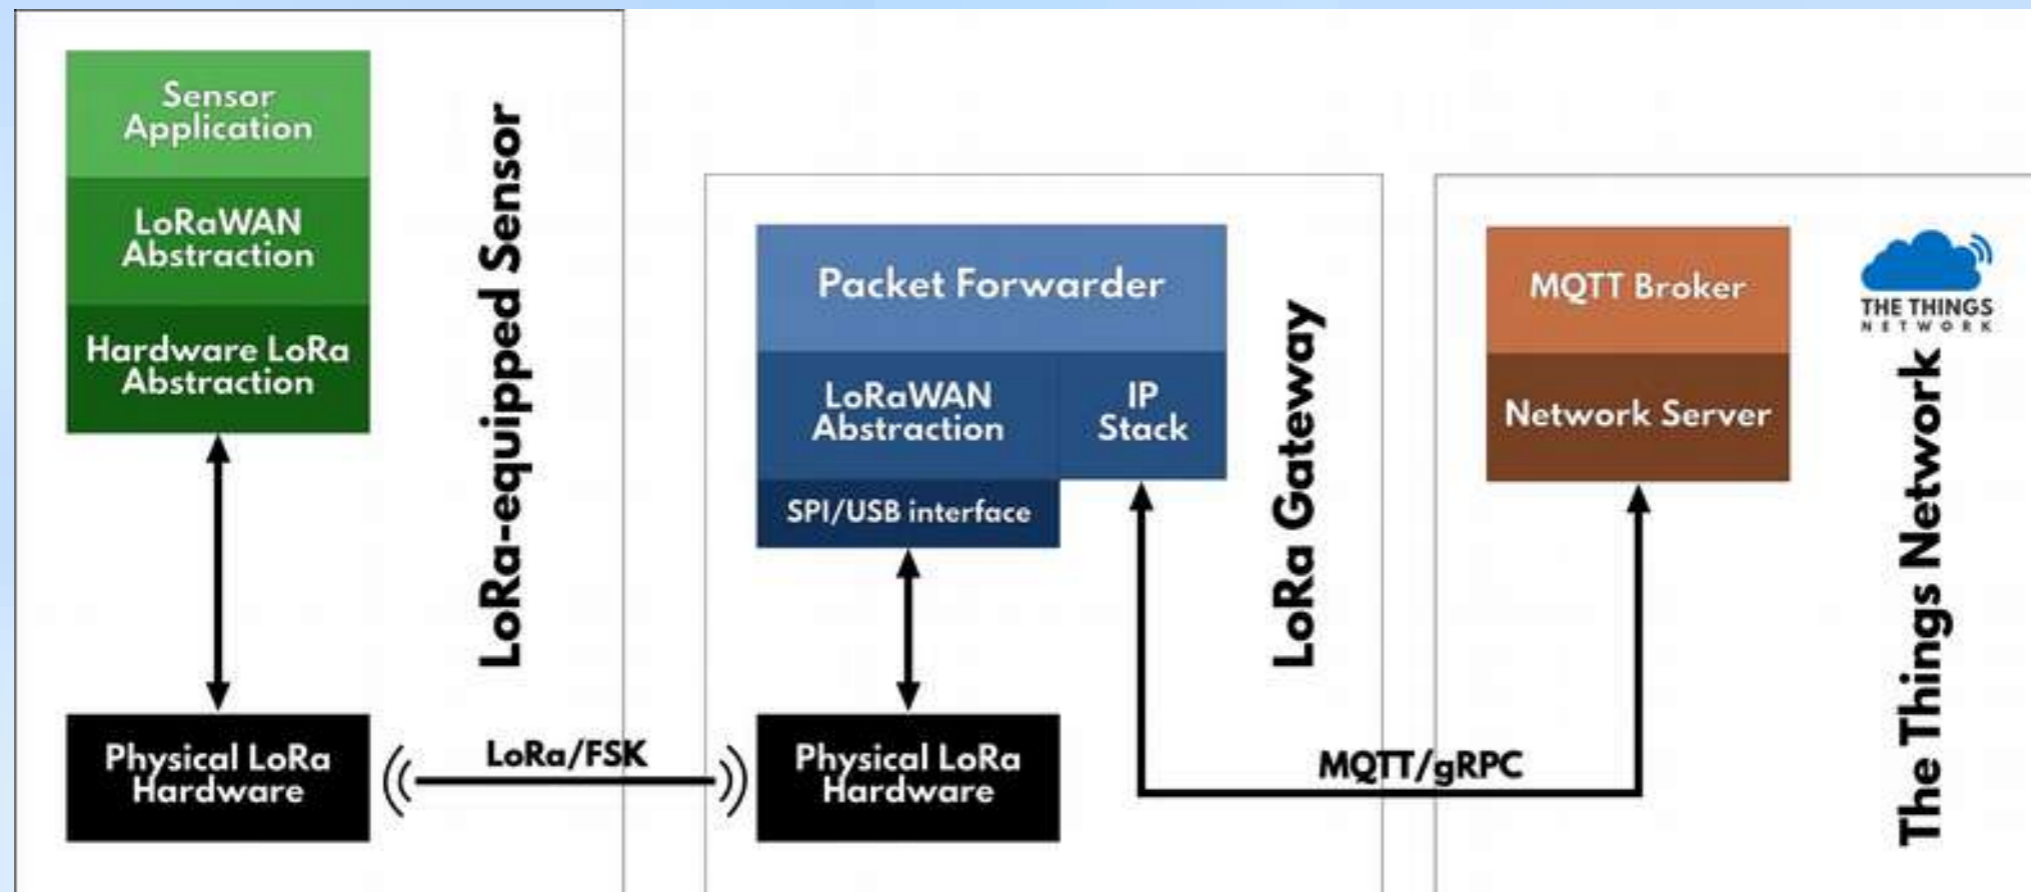 Sensor
Application
LoRaWAN
Abstraction
Hardware LoRa
Abstraction
Physical LoRa
Hardware
LoRa-equipped Sensor
LoRa/FSK
Packet Forwarder
LoRaWAN
Abstraction
IP
Stack
SPI/USB interface
Physical LoRa
Hardware
LoRa Gateway
MQTT/gRPC
MQTT Broker
Network Server
THE THINGS
NETWORK
The Things Network